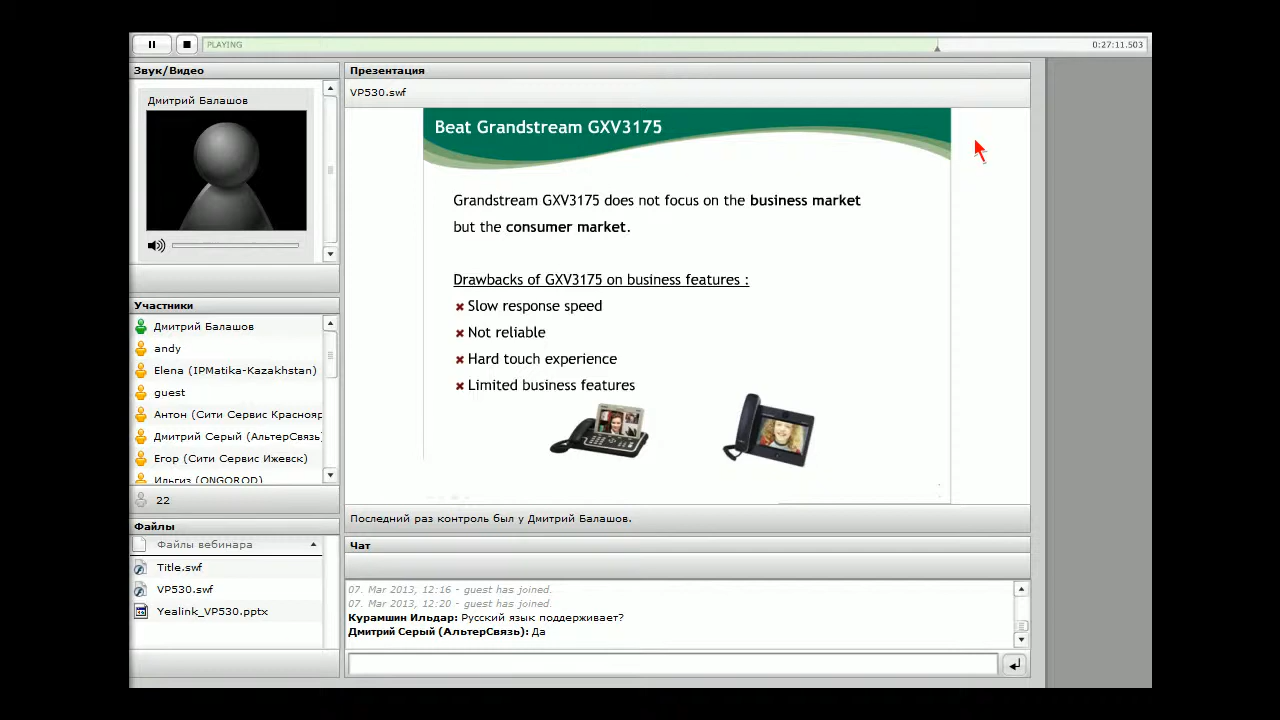 PLAYING
0:27:11.503
Звук/Видео
Дмитрий Балашов
Участники
Дмитрий Балашов
andy
Elena (IPMatika-Kazakhstan)
guest
Антон (Сити Сервис Краснояр
Дмитрий Серый (АльтерСвязь)
Егор (Сити Сервис Ижевск)
Ильгиз (ONGOROD)
22
Файлы
Файлы вебинара
Title.swf
VP530.swf
Yealink_VP530.pptx
Презентация
VP530.swf
Beat Grandstream GXV3175
Grandstream GXV3175 does not focus on the business market
but the consumer market.
Drawbacks of GXV3175 on business features :
✖ Slow response speed
✖ Not reliable
✖ Hard touch experience
✖ Limited business features
Последний раз контроль был у Дмитрий Балашов.
Чат
07. Mar 2013, 12:16 - guest has joined.
07. Mar 2013, 12:20 - guest has joined.
Курамшин Ильдар: Русский язык поддерживает?
Дмитрий Серый (АльтерСвязь): Да